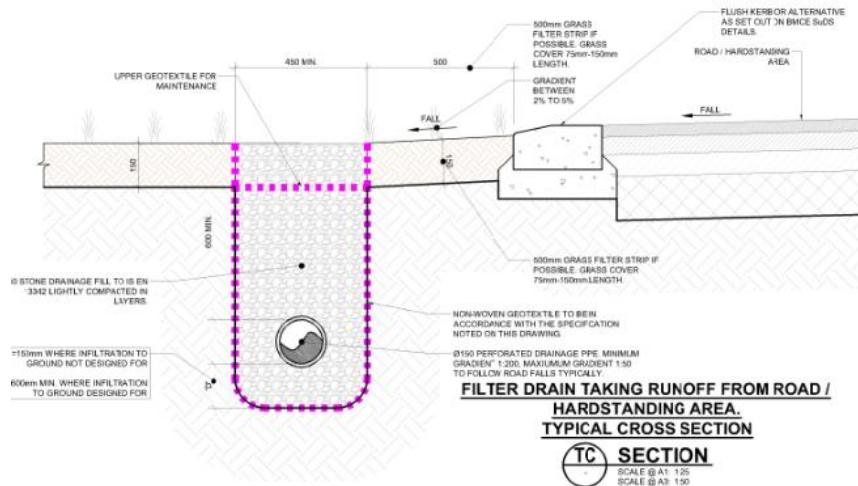 500mm GRASS
FILTER STRIP IF
POSSIBLE. GRASS
COVER 75mm-150mm
LENGTH.
FLUSH KERBOR ALTERNATIVE
AS SET OUT ON BMCE SuDS
DETAILS.
ROAD / HARDSTANDING
AREA
450 MIN.
500
UPPER GEOTEXTILE FOR
MAINTENANCE
GRADIENT
BETWEEN
2% TO 5%
FALL
FALL
150
150
600 MIN.
500mm GRASS FILTER STRIP IF
POSSIBLE. GRASS COVER
75mm-150mm LENGTH.
STONE DRAINAGE FILL TO IS EN
13242 LIGHTLY COMPACTED IN
LAYERS.
NON-WOVEN GEOTEXTILE TO BE IN
ACCORDANCE WITH THE SPECIFICATION
NOTED ON THIS DRAWING.
=150mm WHERE INFILTRATION TO
GROUND NOT DESIGNED FOR
600mm MIN. WHERE INFILTRATION
TO GROUND DESIGNED FOR
Ø150 PERFORATED DRAINAGE PIPE. MINIMUM
GRADIENT 1:200, MAXIUMUM GRADIENT 1:50
TO FOLLOW ROAD FALLS TYPICALLY.
FILTER DRAIN TAKING RUNOFF FROM ROAD /
HARDSTANDING AREA.
TYPICAL CROSS SECTION
TC
SECTION
SCALE @ A1: 1:25
SCALE @ A3: 1:50